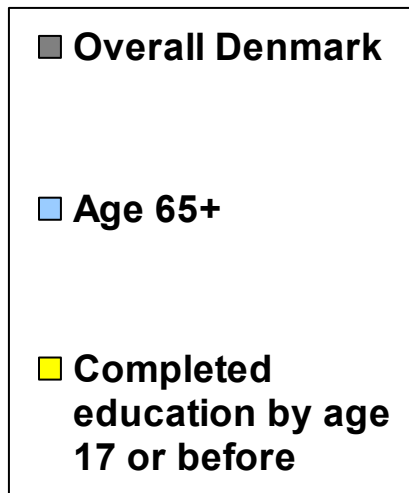 Overall Denmark
Age 65+
Completed
education by age
17 or before